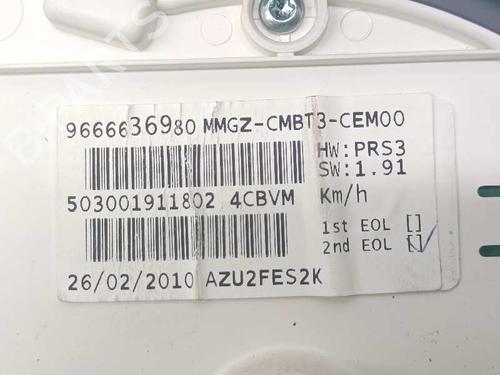 9666636980 MMGZ-CMBT3-CEM00
HW:PRS3
SW:1.91
503001911802 4CBVM
Km/h
1st EOL []
2nd EOL []
26/02/2010 AZU2FES2K